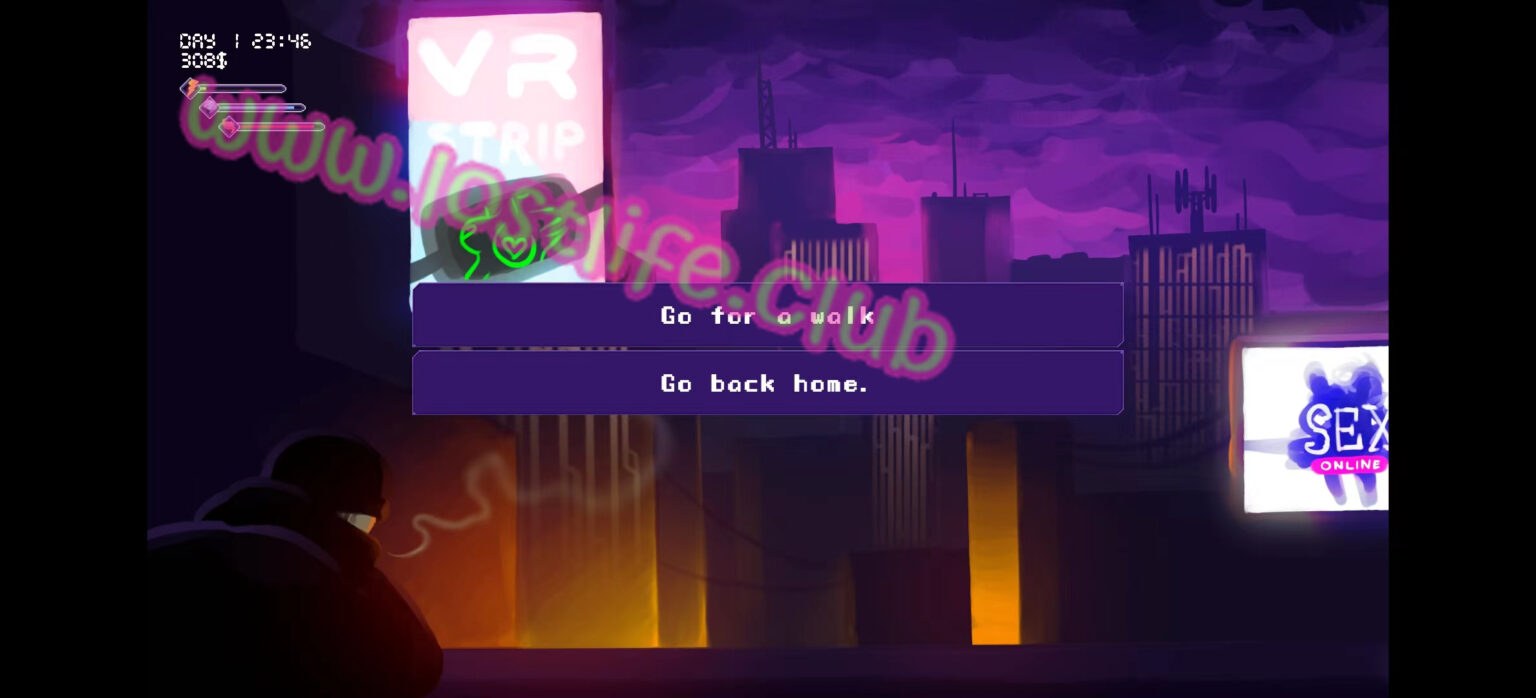 DAY 1 23:46
308$
VR
STRIP
www.lostlife.club
Go for a walk
Go back home.
SEX
ONLINE